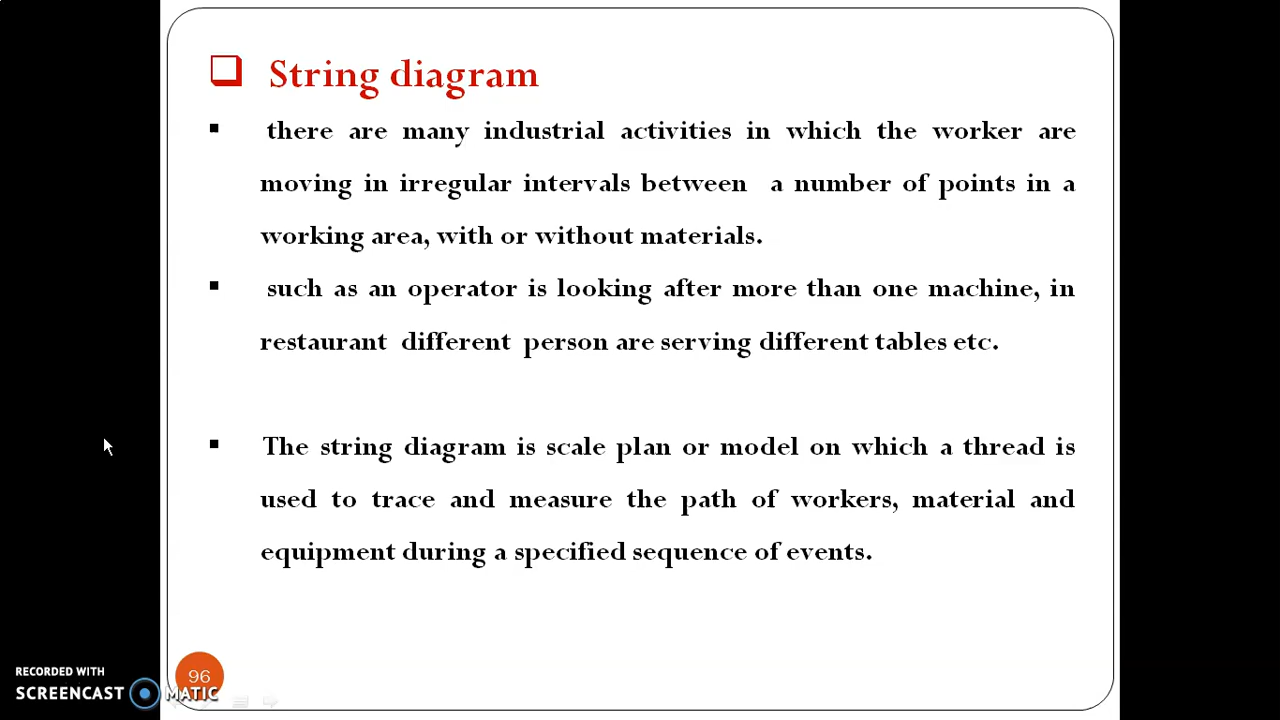 String diagram
there are many industrial activities in which the worker are
moving in irregular intervals between a number of points in a
working area, with or without materials.
such as an operator is looking after more than one machine, in
restaurant different person are serving different tables etc.
The string diagram is scale plan or model on which a thread is
used to trace and measure the path of workers, material and
equipment during a specified sequence of events.
96
RECORDED WITH
SCREENCAST MATIC